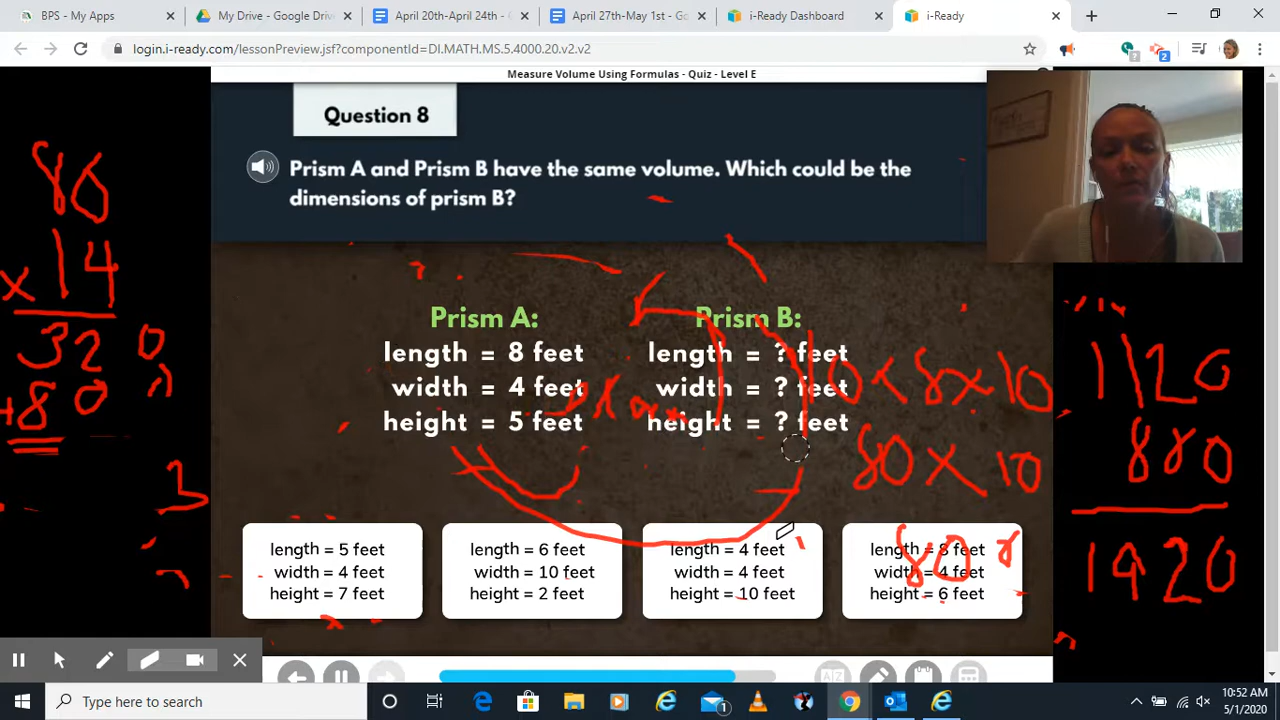 BPS - My Apps
My Drive - Google Driv
April 20th-April 24th - G
April 27th-May 1st - Go
i-Ready Dashboard
i-Ready
login.i-ready.com/lessonPreview.jsf?componentId=DI.MATH.MS.5.4000.20.v2.v2
Measure Volume Using Formulas - Quiz - Level E
Question 8
Prism A and Prism B have the same volume. Which could be the
dimensions of prism B?
Prism A:
length = 8 feet
width = 4 feet
height = 5 feet
Prism B:
length = ? feet
width = ? feet
height = ? feet
length = 5 feet
width = 4 feet
height = 7 feet
length = 6 feet
width = 10 feet
height = 2 feet
length = 4 feet
width = 4 feet
height = 10 feet
length = 8 feet
width = 4 feet
height = 6 feet
80
x 14
320
+80
10 x 8 x 10
80 x 10
80
1120
880
1920
Type here to search
10:52 AM
5/1/2020